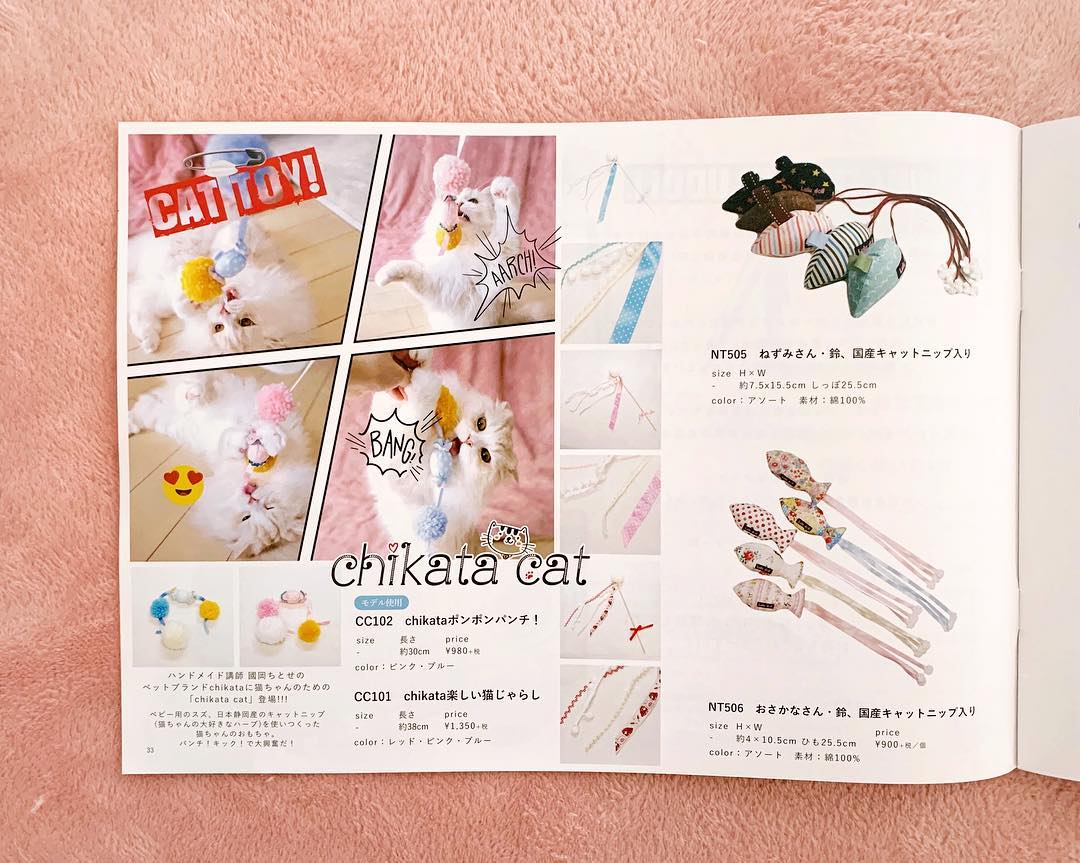 CAT TOY!
AARCH!
BANG!
chikata cat
モデル使用
CC102 chikataポンポンパンチ！
size 長さ price
- 約30cm ¥980+税
color：ピンク・ブルー
CC101 chikata楽しい猫じゃらし
size 長さ price
- 約38cm ¥1,350+税
color：レッド・ピンク・ブルー
ハンドメイド講師 國岡ちとせの
ペットブランドchikataに猫ちゃんのための
「chikata cat」登場!!!
ベビー用のスズ、日本静岡産のキャットニップ
（猫ちゃんの大好きなハーブ)を使いつくった
猫ちゃんのおもちゃ。
パンチ！キック！で大興奮だ！
33
NT505 ねずみさん・鈴、国産キャットニップ入り
size H×W
- 約7.5x15.5cm しっぽ25.5cm
color：アソート 素材：綿100%
NT506 おさかなさん・鈴、国産キャットニップ入り
size H×W price
- 約4×10.5cm ひも25.5cm ¥900+税／個
color：アソート 素材：綿100%